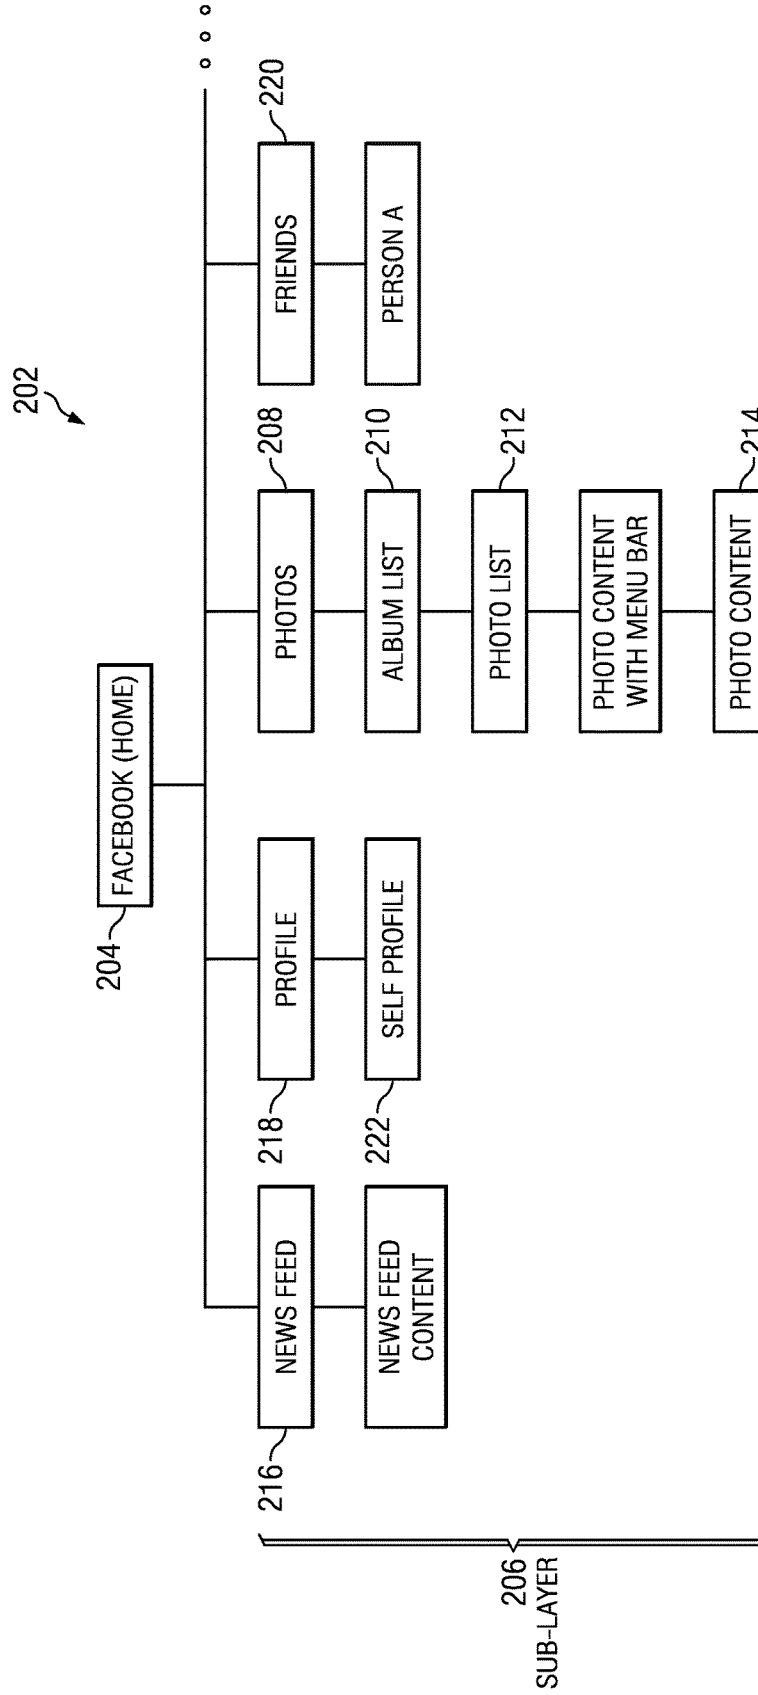 202
204
FACEBOOK (HOME)
216
NEWS FEED
218
PROFILE
PHOTOS
208
FRIENDS
220
NEWS FEED
CONTENT
222
SELF PROFILE
ALBUM LIST
210
PERSON A
PHOTO LIST
212
206
SUB-LAYER
PHOTO CONTENT
WITH MENU BAR
PHOTO CONTENT
214